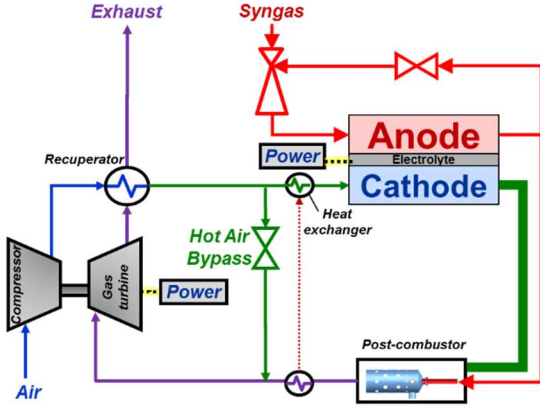 Exhaust
Syngas
Recuperator
Power
Anode
Electrolyte
Cathode
Heat
exchanger
Hot Air
Bypass
Compressor
Gas
turbine
Power
Air
Post-combustor